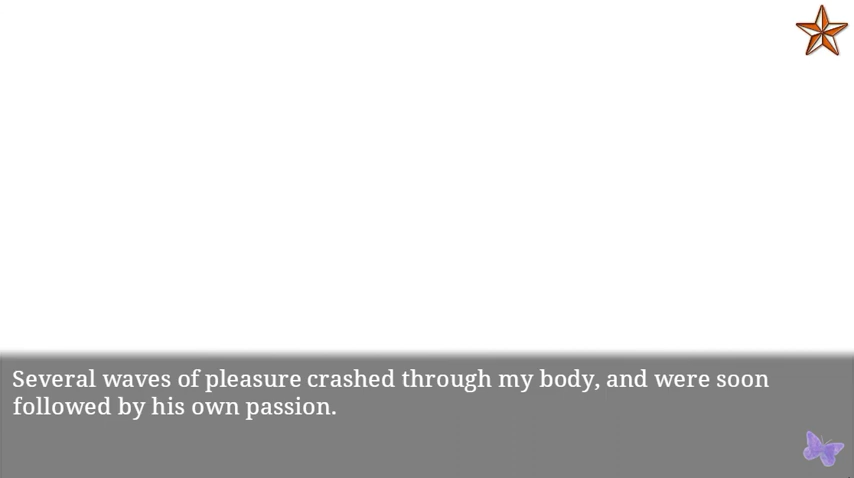 Several waves of pleasure crashed through my body, and were soon
followed by his own passion.